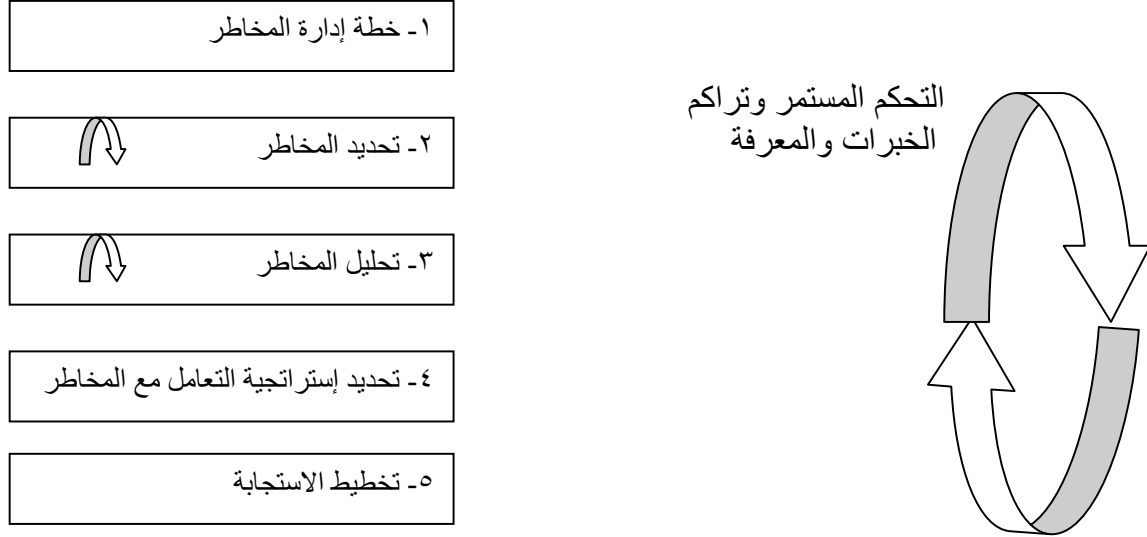 ١- خطة إدارة المخاطر
التحكم المستمر وتراكم
الخبرات والمعرفة
٢- تحديد المخاطر
٣- تحليل المخاطر
٤- تحديد إستراتجية التعامل مع المخاطر
٥- تخطيط الاستجابة